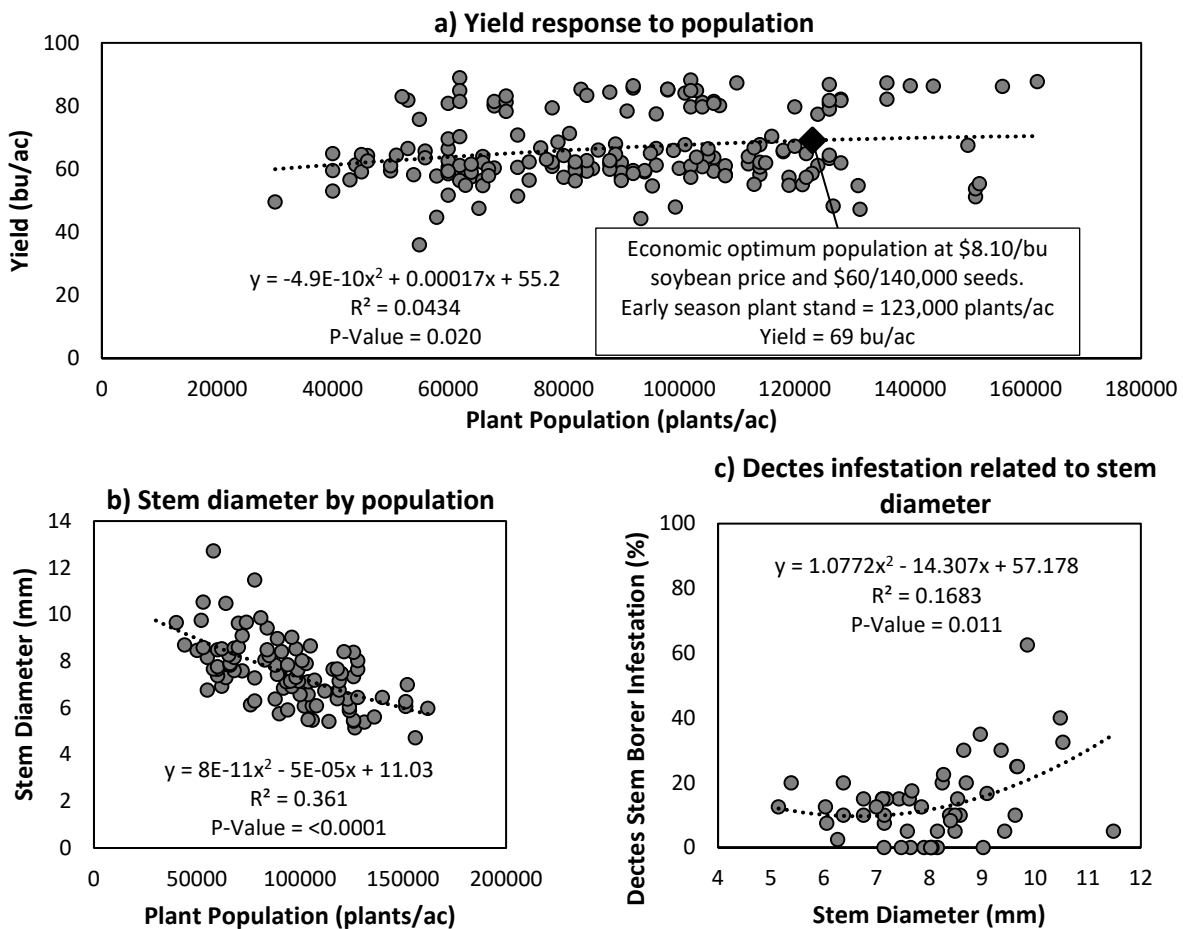 a) Yield response to population
100
80
60
40
20
0
Yield (bu/ac)
y = -4.9E-10x² + 0.00017x + 55.2
R² = 0.0434
P-Value = 0.020
Economic optimum population at $8.10/bu
soybean price and $60/140,000 seeds.
Early season plant stand = 123,000 plants/ac
Yield = 69 bu/ac
0 20000 40000 60000 80000 100000 120000 140000 160000 180000
Plant Population (plants/ac)
b) Stem diameter by population
14
12
10
8
6
4
2
0
Stem Diameter (mm)
y = 8E-11x² - 5E-05x + 11.03
R² = 0.361
P-Value = <0.0001
0 50000 100000 150000 200000
Plant Population (plants/ac)
c) Dectes infestation related to stem
diameter
100
80
60
40
20
0
Dectes Stem Borer Infestation (%)
y = 1.0772x² - 14.307x + 57.178
R² = 0.1683
P-Value = 0.011
4 5 6 7 8 9 10 11 12
Stem Diameter (mm)